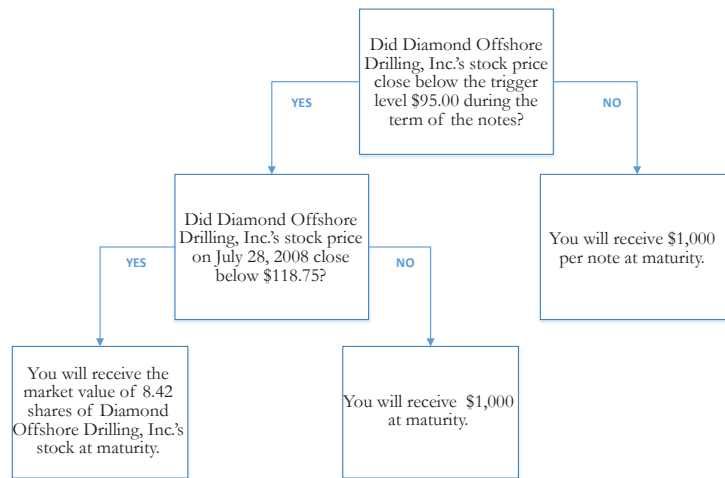 Did Diamond Offshore
Drilling, Inc.'s stock price
close below the trigger
level $95.00 during the
term of the notes?
YES
NO
Did Diamond Offshore
Drilling, Inc.'s stock price
on July 28, 2008 close
below $118.75?
You will receive $1,000
per note at maturity.
YES
NO
You will receive the
market value of 8.42
shares of Diamond
Offshore Drilling, Inc.'s
stock at maturity.
You will receive $1,000
at maturity.